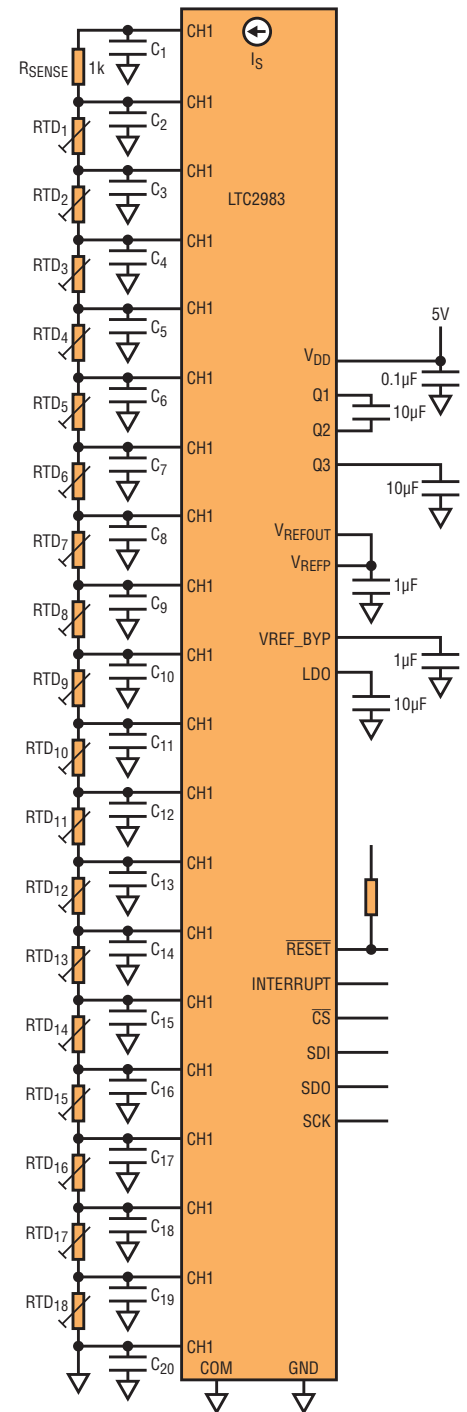 CH1
C1
IS
RSENSE 1k
CH1
RTD1
C2
CH1
RTD2
C3
LTC2983
CH1
RTD3
C4
CH1
RTD4
C5
5V
VDD
0.1µF
CH1
RTD5
C6
Q1
10µF
Q2
CH1
RTD6
C7
Q3
10µF
CH1
RTD7
C8
VREFOUT
VREFP
1µF
CH1
RTD8
C9
VREF_BYP
1µF
CH1
RTD9
C10
LDO
10µF
CH1
RTD10
C11
CH1
RTD11
C12
CH1
RTD12
C13
CH1
RTD13
C14
RESET
INTERRUPT
CH1
RTD14
C15
CS
SDI
CH1
RTD15
C16
SDO
SCK
CH1
RTD16
C17
CH1
RTD17
C18
CH1
RTD18
C19
CH1
C20
COM
GND